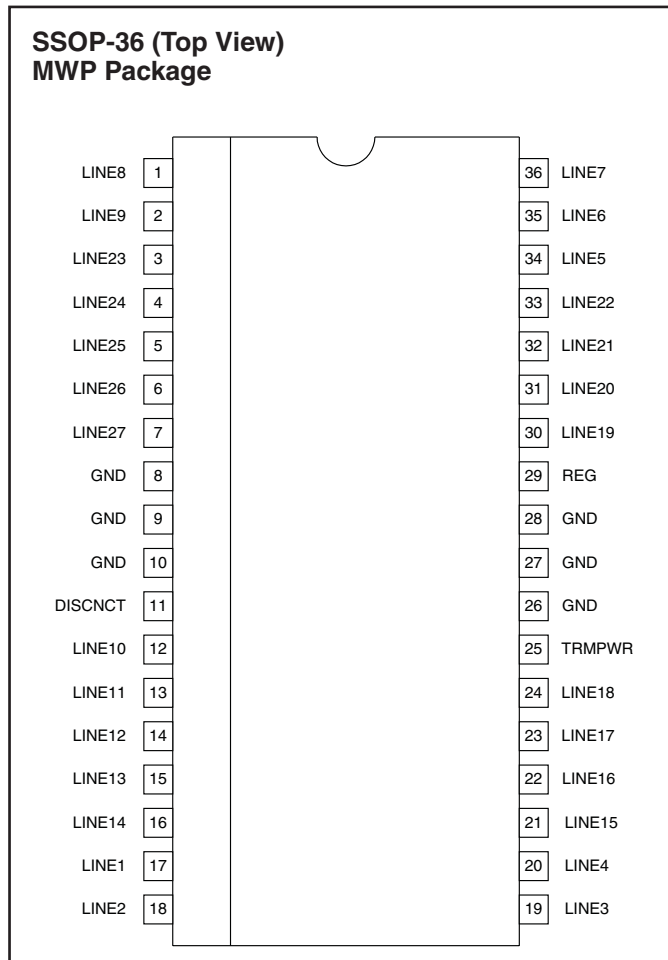 SSOP-36 (Top View)
MWP Package
LINE8 1 36 LINE7
LINE9 2 35 LINE6
LINE23 3 34 LINE5
LINE24 4 33 LINE22
LINE25 5 32 LINE21
LINE26 6 31 LINE20
LINE27 7 30 LINE19
GND 8 29 REG
GND 9 28 GND
GND 10 27 GND
DISCNCT 11 26 GND
LINE10 12 25 TRMPWR
LINE11 13 24 LINE18
LINE12 14 23 LINE17
LINE13 15 22 LINE16
LINE14 16 21 LINE15
LINE1 17 20 LINE4
LINE2 18 19 LINE3